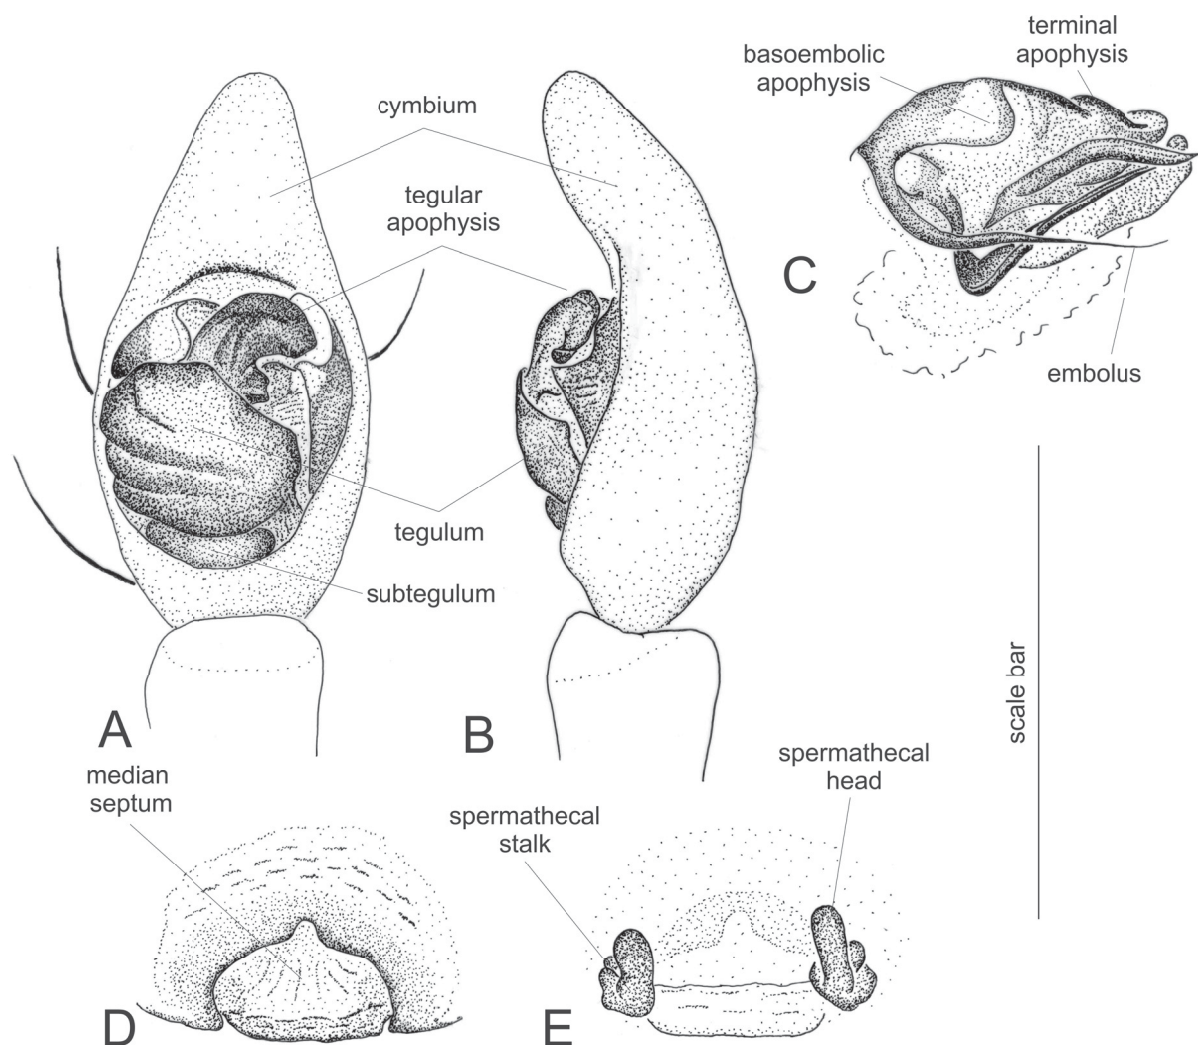 terminal
apophysis
basoembolic
apophysis
cymbium
tegular
apophysis
C
embolus
tegulum
subtegulum
scale bar
A
B
median
septum
spermathecal
head
spermathecal
stalk
D
E